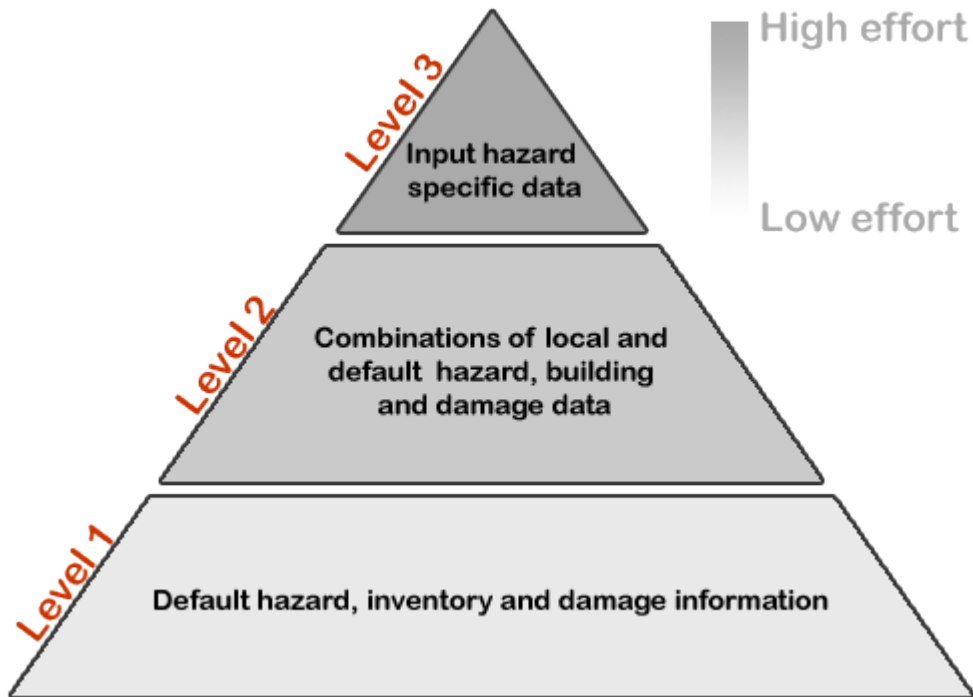 High effort
Low effort
Level 3
Input hazard
specific data
Level 2
Combinations of local and
default hazard, building
and damage data
Level 1
Default hazard, inventory and damage information